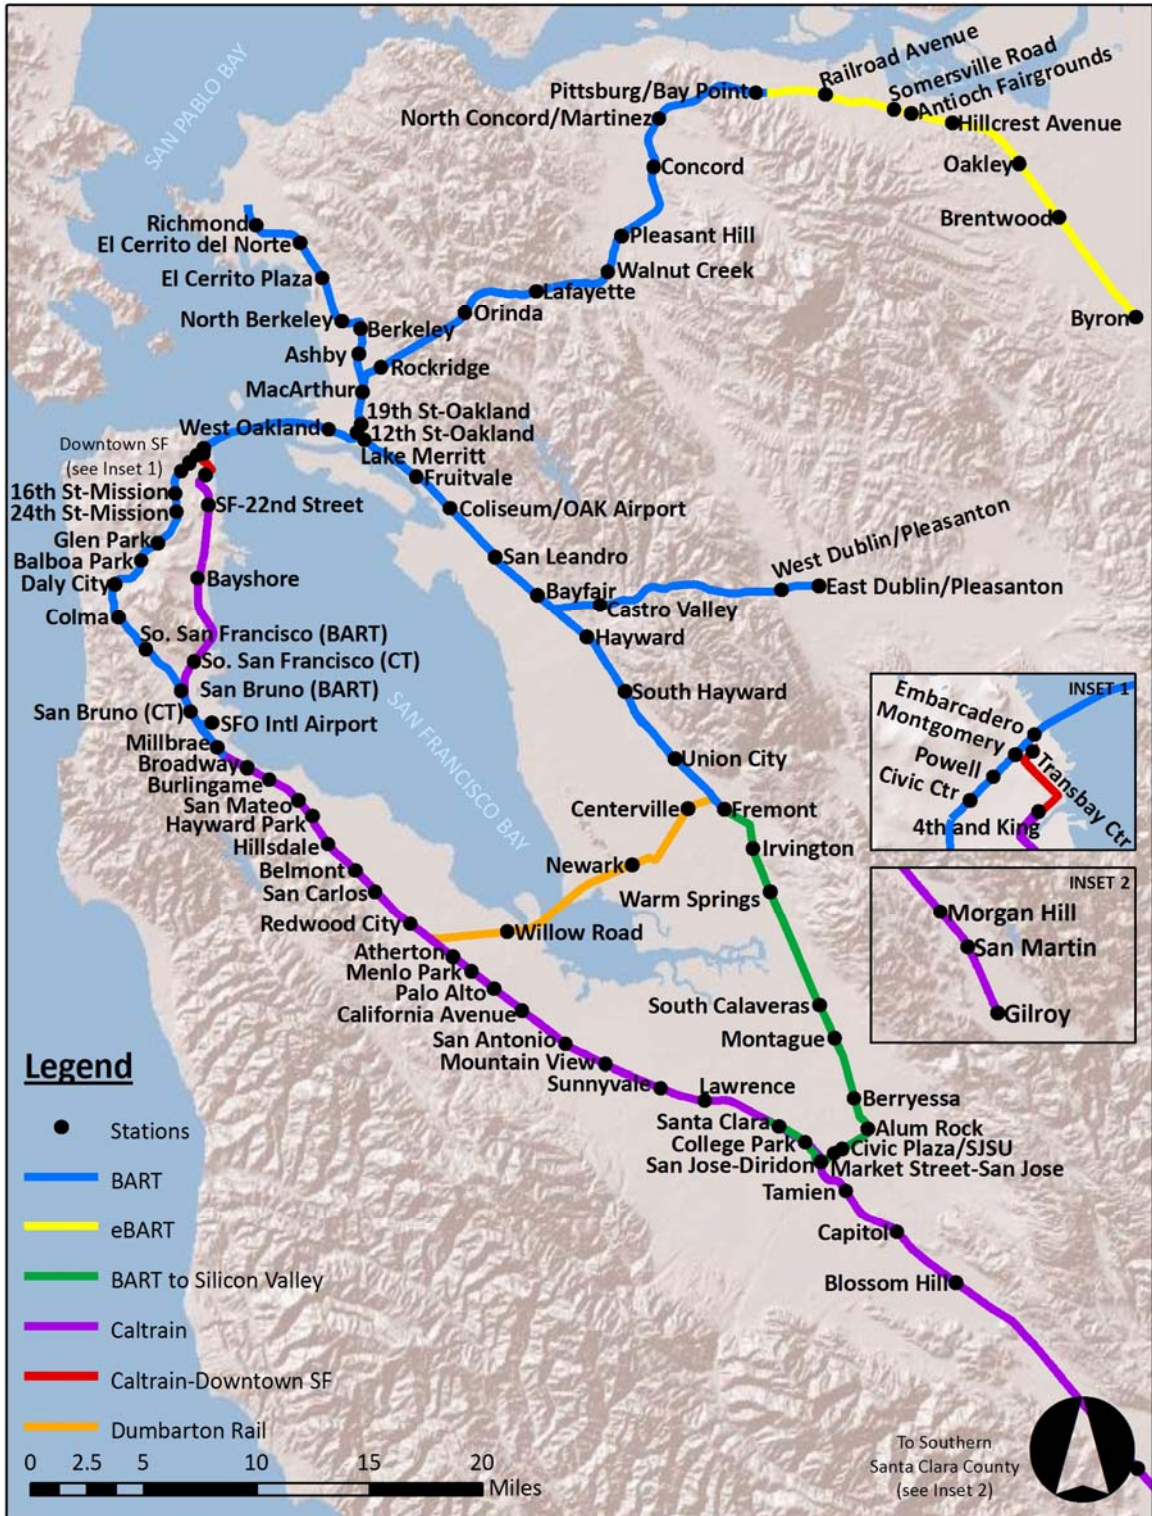 SAN PABLO BAY
Railroad Avenue
Somersville Road
Pittsburg/Bay Point
Antioch Fairgrounds
North Concord/Martinez
Hillcrest Avenue
Concord
Oakley
Brentwood
Richmond
El Cerrito del Norte
Pleasant Hill
Walnut Creek
El Cerrito Plaza
Lafayette
Orinda
North Berkeley
Berkeley
Byron
Ashby
Rockridge
MacArthur
19th St-Oakland
West Oakland
12th St-Oakland
Lake Merritt
Downtown SF
(see Inset 1)
Fruitvale
16th St-Mission
SF-22nd Street
24th St-Mission
Coliseum/OAK Airport
Glen Park
Balboa Park
San Leandro
West Dublin/Pleasanton
Daly City
Bayshore
Bayfair
East Dublin/Pleasanton
Colma
Castro Valley
So. San Francisco (BART)
Hayward
So. San Francisco (CT)
San Bruno (BART)
South Hayward
SAN FRANCISCO BAY
San Bruno (CT)
SFO Intl Airport
Millbrae
Union City
Broadway
Burlingame
San Mateo
Centerville
Fremont
Hayward Park
Hillsdale
Irvington
Belmont
Newark
San Carlos
Warm Springs
Redwood City
Willow Road
Atherton
Menlo Park
Palo Alto
South Calaveras
California Avenue
San Antonio
Montague
Mountain View
Sunnyvale
Lawrence
Berryessa
Santa Clara
Alum Rock
College Park
Civic Plaza/SJSU
San Jose-Diridon
Market Street-San Jose
Tamien
Capitol
Blossom Hill
INSET 1
Embarcadero
Montgomery
Powell
Civic Ctr
Transbay Ctr
4th and King
INSET 2
Morgan Hill
San Martin
Gilroy
Legend
Stations
BART
eBART
BART to Silicon Valley
Caltrain
Caltrain-Downtown SF
Dumbarton Rail
0 2.5 5 10 15 20
Miles
To Southern
Santa Clara County
(see Inset 2)